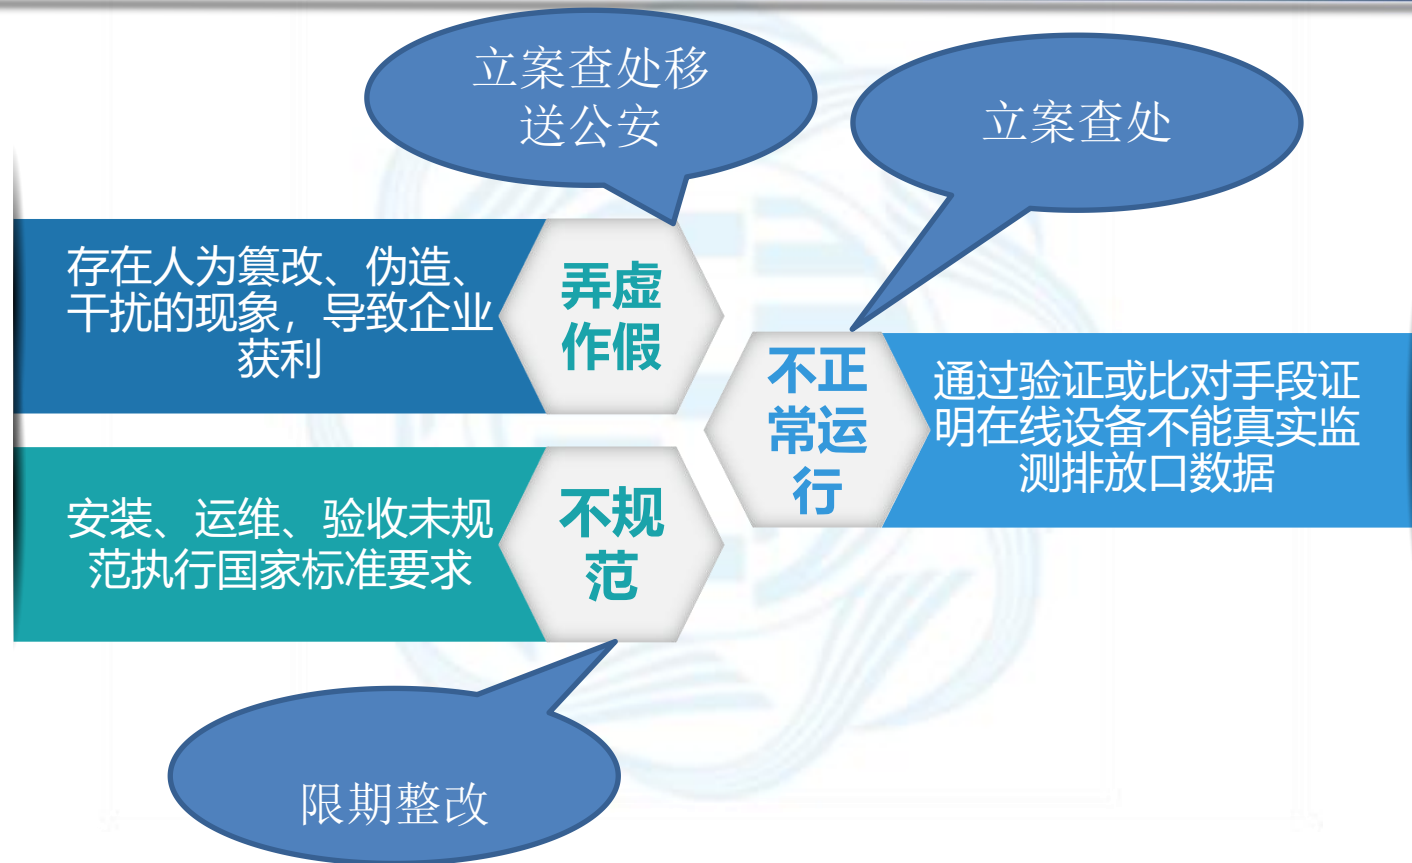 立案查处移
送公安
立案查处
存在人为篡改、伪造、
干扰的现象，导致企业
获利
弄虚
作假
不正
常运
行
通过验证或比对手段证
明在线设备不能真实监
测排放口数据
安装、运维、验收未规
范执行国家标准要求
不规
范
限期整改